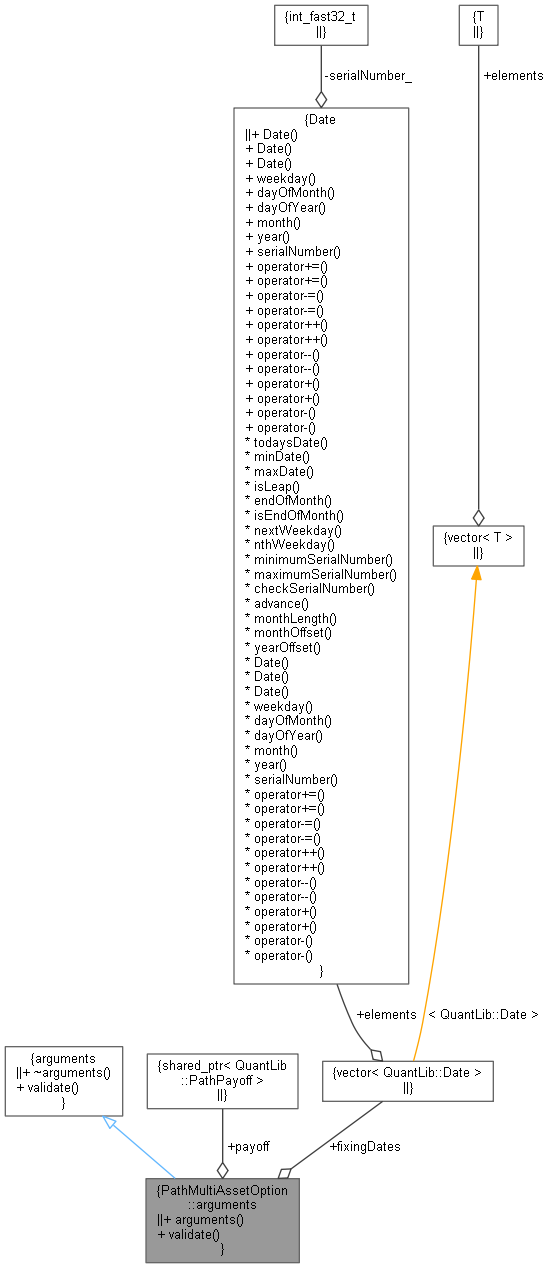 {int_fast32_t
||}
{T
||}
-serialNumber_
+elements
{Date
||+ Date()
+ Date()
+ Date()
+ weekday()
+ dayOfMonth()
+ dayOfYear()
+ month()
+ year()
+ serialNumber()
+ operator+=()
+ operator+=()
+ operator-=()
+ operator-=()
+ operator++()
+ operator++()
+ operator--()
+ operator--()
+ operator+()
+ operator+()
+ operator-()
+ operator-()
* todaysDate()
* minDate()
* maxDate()
* isLeap()
* endOfMonth()
* isEndOfMonth()
* nextWeekday()
* nthWeekday()
* minimumSerialNumber()
* maximumSerialNumber()
* checkSerialNumber()
* advance()
* monthLength()
* monthOffset()
* yearOffset()
* Date()
* Date()
* Date()
* weekday()
* dayOfMonth()
* dayOfYear()
* month()
* year()
* serialNumber()
* operator+=()
* operator+=()
* operator-=()
* operator-=()
* operator++()
* operator++()
* operator--()
* operator--()
* operator+()
* operator+()
* operator-()
* operator-()
}
{vector< T >
||}
+elements
< QuantLib::Date >
{arguments
||+ ~arguments()
+ validate()
}
{shared_ptr< QuantLib
::PathPayoff >
||}
{vector< QuantLib::Date >
||}
+payoff
+fixingDates
{PathMultiAssetOption
::arguments
||+ arguments()
+ validate()
}